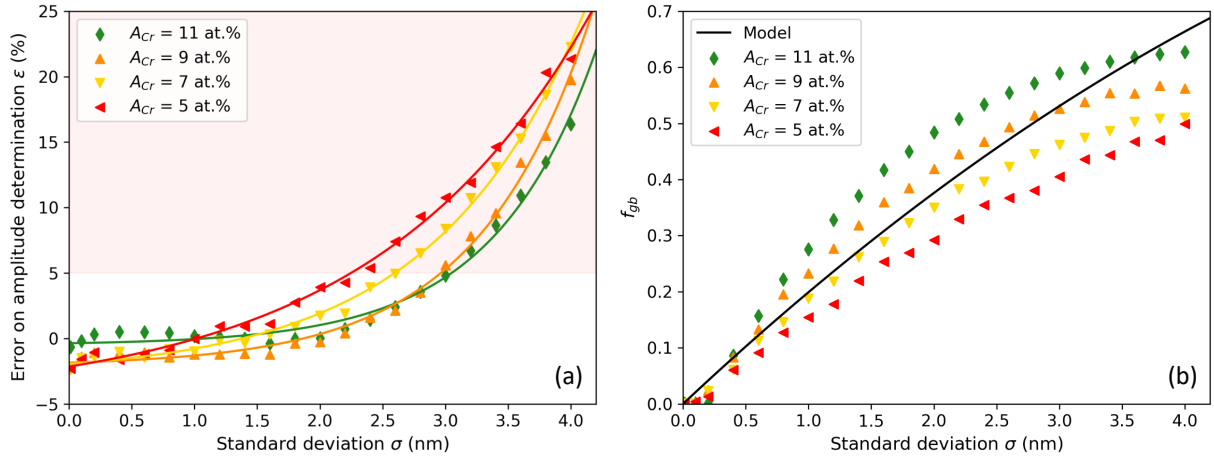 Error on amplitude determination ε (%)
25
20
15
10
5
0
−5
A_Cr = 11 at.%
A_Cr = 9 at.%
A_Cr = 7 at.%
A_Cr = 5 at.%
(a)
0.0 0.5 1.0 1.5 2.0 2.5 3.0 3.5 4.0
Standard deviation σ (nm)
f_gb
0.7
0.6
0.5
0.4
0.3
0.2
0.1
0.0
Model
A_Cr = 11 at.%
A_Cr = 9 at.%
A_Cr = 7 at.%
A_Cr = 5 at.%
(b)
0.0 0.5 1.0 1.5 2.0 2.5 3.0 3.5 4.0
Standard deviation σ (nm)